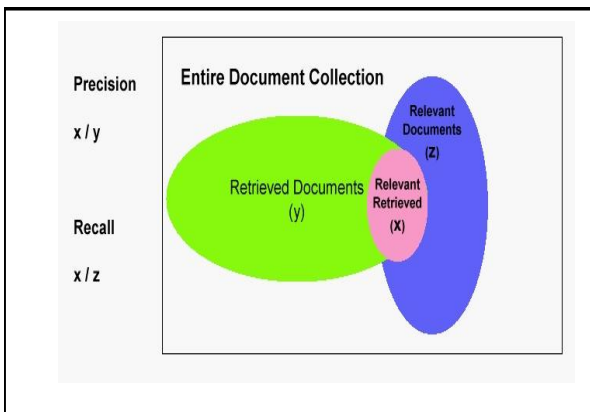 Precision
x / y
Recall
x / z
Entire Document Collection
Retrieved Documents
(y)
Relevant
Retrieved
(x)
Relevant
Documents
(z)